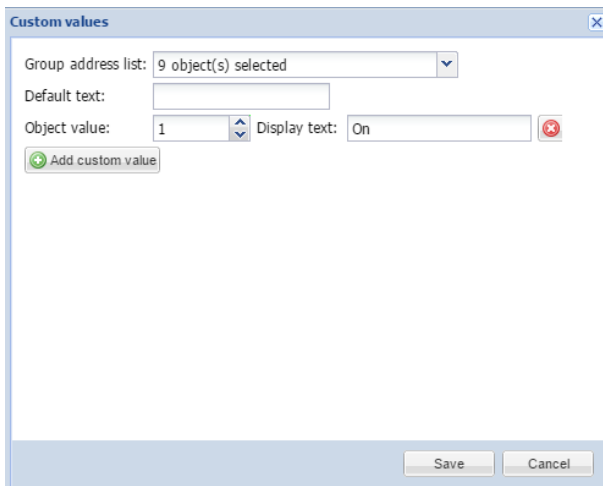 Custom values
Group address list: 9 object(s) selected
Default text:
Object value: 1 Display text: On
Add custom value
Save Cancel